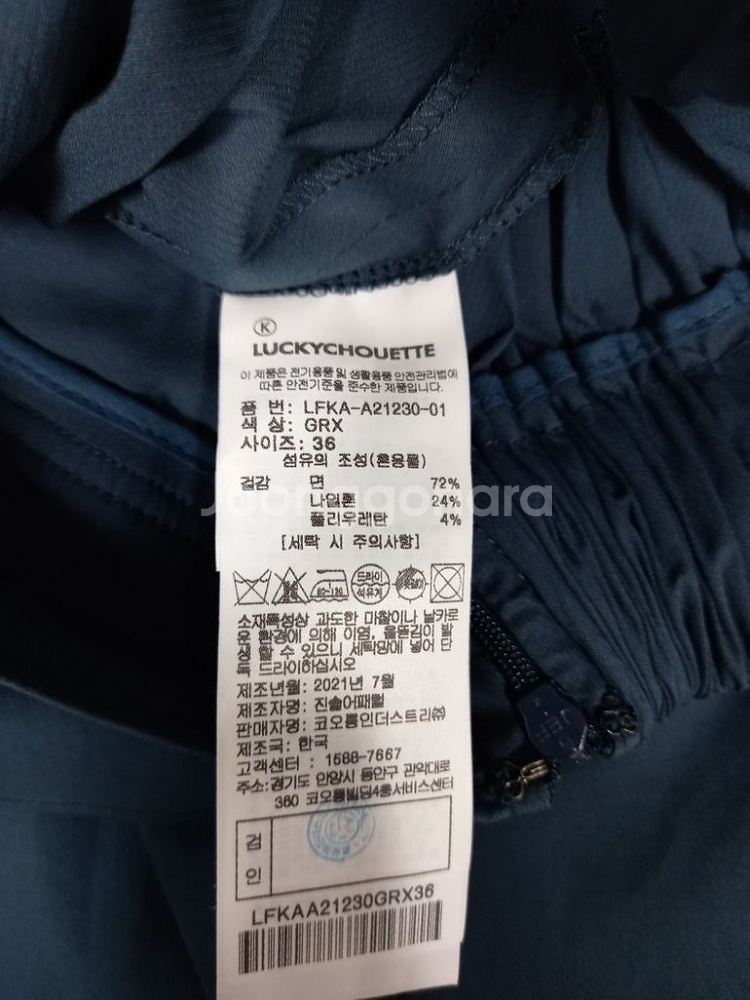 K
LUCKYCHOUETTE
이 제품은 전기용품 및 생활용품 안전관리법에
따른 안전기준을 준수한 제품입니다.
품 번: LFKA-A21230-01
색 상: GRX
사이즈: 36
섬유의 조성(혼용률)
겉감 면 72%
나일론 24%
폴리우레탄 4%
joonggonara
[세탁 시 주의사항]
드라이
석유계
소재특성상 과도한 마찰이나 날카로
운 환경에 의해 이염, 올뜯김이 발
생할 수 있으니 세탁망에 넣어 단
독 드라이하십시오
제조년월: 2021년 7월
제조자명: 진솔어패럴
판매자명: 코오롱인더스트리㈜
제조국: 한국
고객센터 : 1588-7667
주소:경기도 안양시 동안구 관악대로
360 코오롱빌딩4층서비스센터
검
인
LFKAA21230GRX36